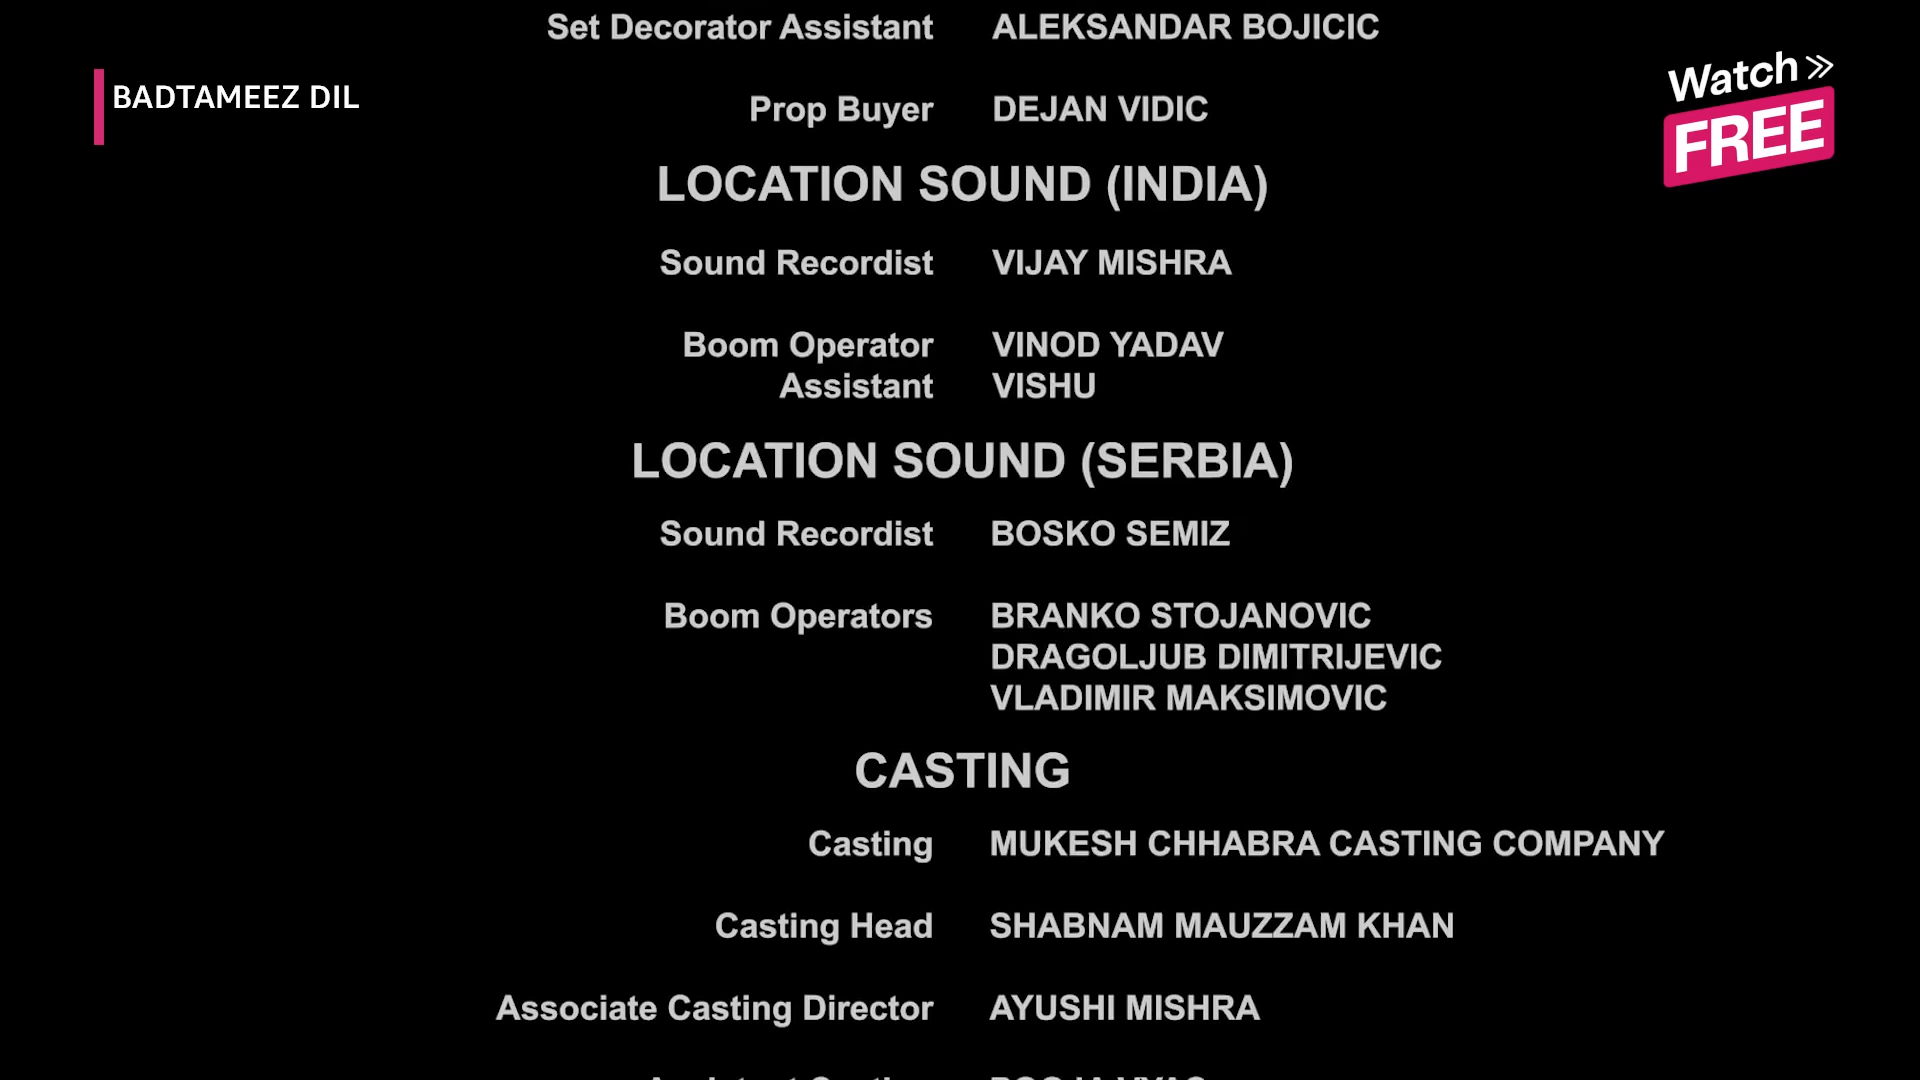 Set Decorator Assistant ALEKSANDAR BOJICIC
BADTAMEEZ DIL
Watch
FREE
Prop Buyer DEJAN VIDIC
LOCATION SOUND (INDIA)
Sound Recordist VIJAY MISHRA
Boom Operator VINOD YADAV
Assistant VISHU
LOCATION SOUND (SERBIA)
Sound Recordist BOSKO SEMIZ
Boom Operators BRANKO STOJANOVIC
DRAGOLJUB DIMITRIJEVIC
VLADIMIR MAKSIMOVIC
CASTING
Casting MUKESH CHHABRA CASTING COMPANY
Casting Head SHABNAM MAUZZAM KHAN
Associate Casting Director AYUSHI MISHRA